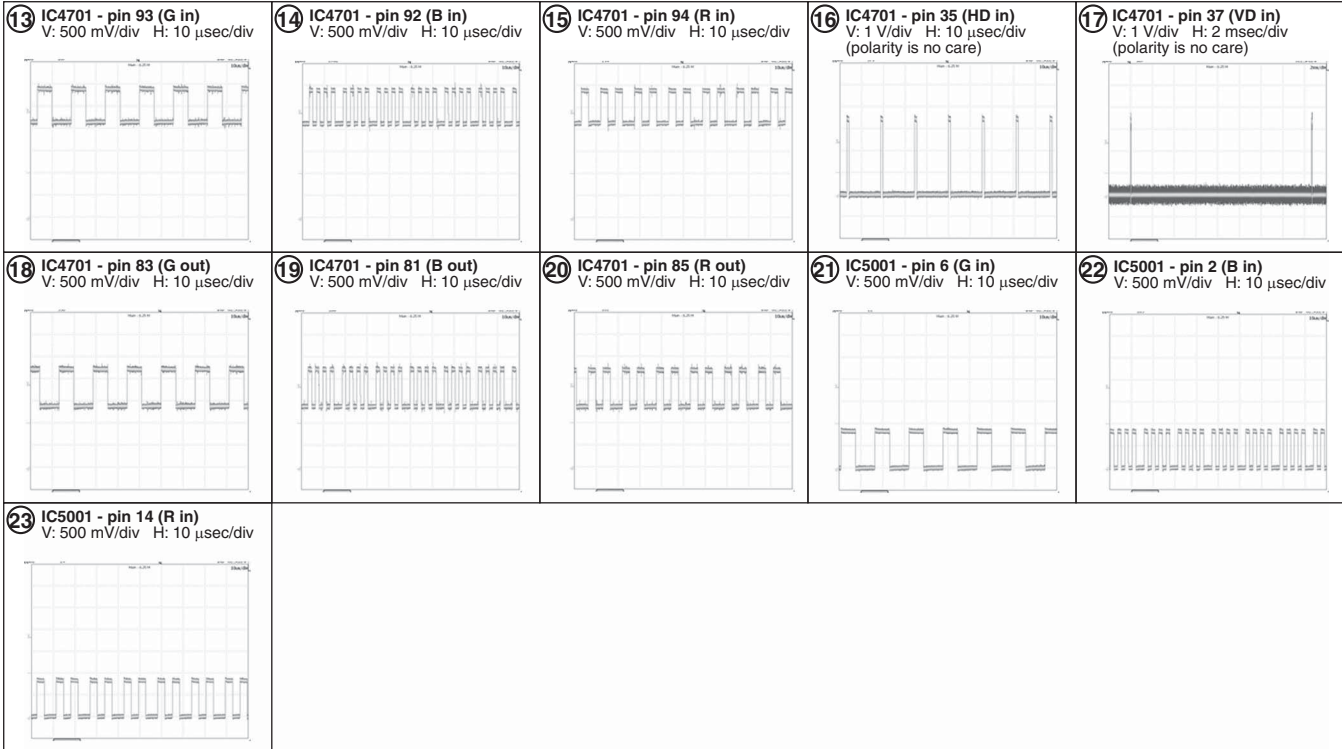 13 IC4701 - pin 93 (G in)
V: 500 mV/div H: 10 μsec/div
14 IC4701 - pin 92 (B in)
V: 500 mV/div H: 10 μsec/div
15 IC4701 - pin 94 (R in)
V: 500 mV/div H: 10 μsec/div
16 IC4701 - pin 35 (HD in)
V: 1 V/div H: 10 μsec/div
(polarity is no care)
17 IC4701 - pin 37 (VD in)
V: 1 V/div H: 2 msec/div
(polarity is no care)
18 IC4701 - pin 83 (G out)
V: 500 mV/div H: 10 μsec/div
19 IC4701 - pin 81 (B out)
V: 500 mV/div H: 10 μsec/div
20 IC4701 - pin 85 (R out)
V: 500 mV/div H: 10 μsec/div
21 IC5001 - pin 6 (G in)
V: 500 mV/div H: 10 μsec/div
22 IC5001 - pin 2 (B in)
V: 500 mV/div H: 10 μsec/div
23 IC5001 - pin 14 (R in)
V: 500 mV/div H: 10 μsec/div